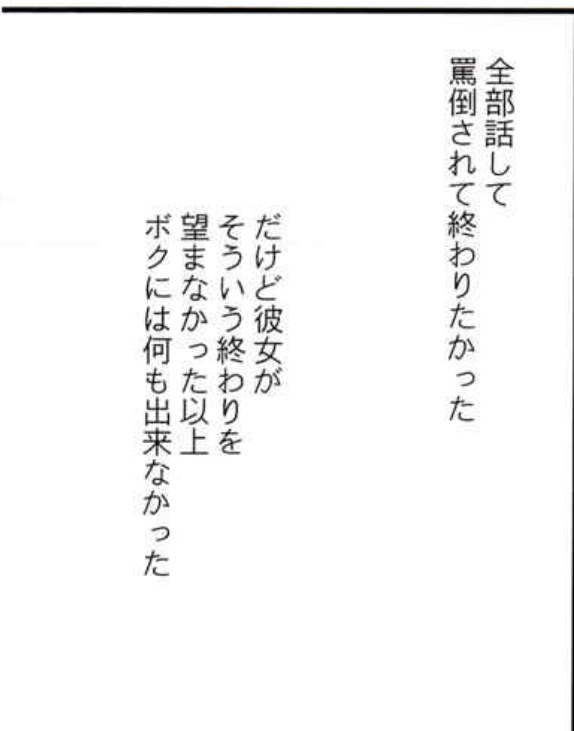 全部話して
罵倒されて終わりたかった
だけど彼女が
そういう終わりを
望まなかった以上
ボクには何も出来なかった